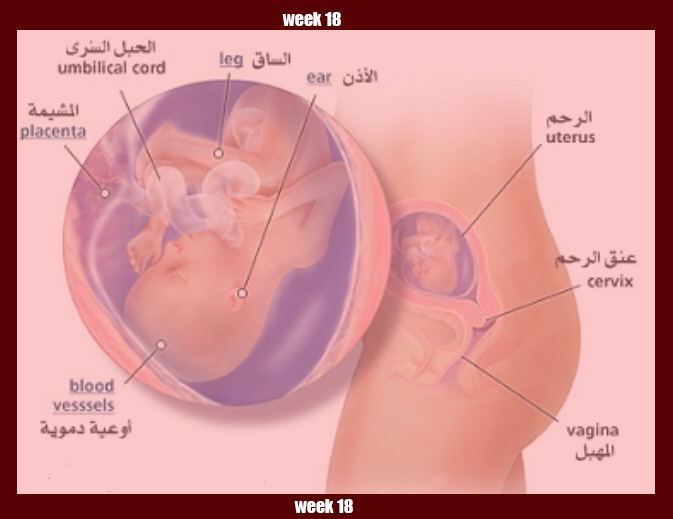 week 18
الحبل السرى
umbilical cord
leg الساق
ear الأذن
المشيمة
placenta
الرحم
uterus
عنق الرحم
cervix
blood
vesssels
أوعية دموية
vagina
المهبل
week 18